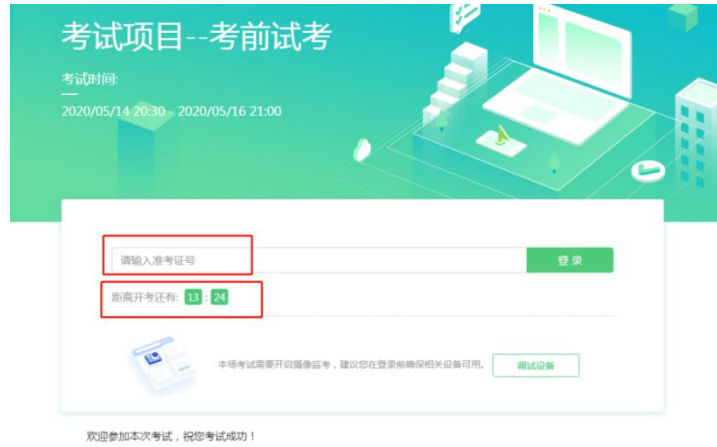 考试项目--考前试考
考试时间:
2020/05/14 20:30 - 2020/05/16 21:00
请输入准考证号
登 录
距离开考还有: 13 : 24
本场考试需要开启摄像监考，建议您在登录前确保相关设备可用。
调试设备
欢迎参加本次考试，祝您考试成功！